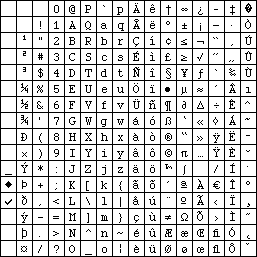 0 @ P ` p Ä ê † ∞ ¿ – ‡
! 1 A Q a q Å ë ° ± ¡ — · Ò
¹ " 2 B R b r Ç í ¢ ≤ ¬ “ ‚ Ú
² # 3 C S c s É ì £ ≥ √ ” „ Û
³ $ 4 D T d t Ñ î § ¥ ƒ ‘ ‰ Ù
¼ % 5 E U e u Ö ï • µ ≈ ’ Â ı
½ & 6 F V f v Ü ñ ¶ ∂ ∆ ÷ Ê ˆ
¾ ' 7 G W g w á ó ß ∑ « ◊ Á ˜
Ð ( 8 H X h x à ò ® ∏ » ÿ Ë ¯
× ) 9 I Y i y â ô © π … Ÿ È ˘
_ Ý * : J Z j z ä ö ™ ∫ ⁄ Í ˙
◆ Þ + ; K [ k { ã õ ´ ª À € Î ˚
✓ ð , < L \ l | å ú ¨ º Ã ‹ Ï ¸
ý - = M ] m } ç ù ≠ Ω Õ › Ì ˝
þ . > N ^ n ~ é û Æ æ Œ ﬁ Ó ˛
¤ / ? O _ o ¦ è ü Ø ø œ ﬂ Ô ˇ